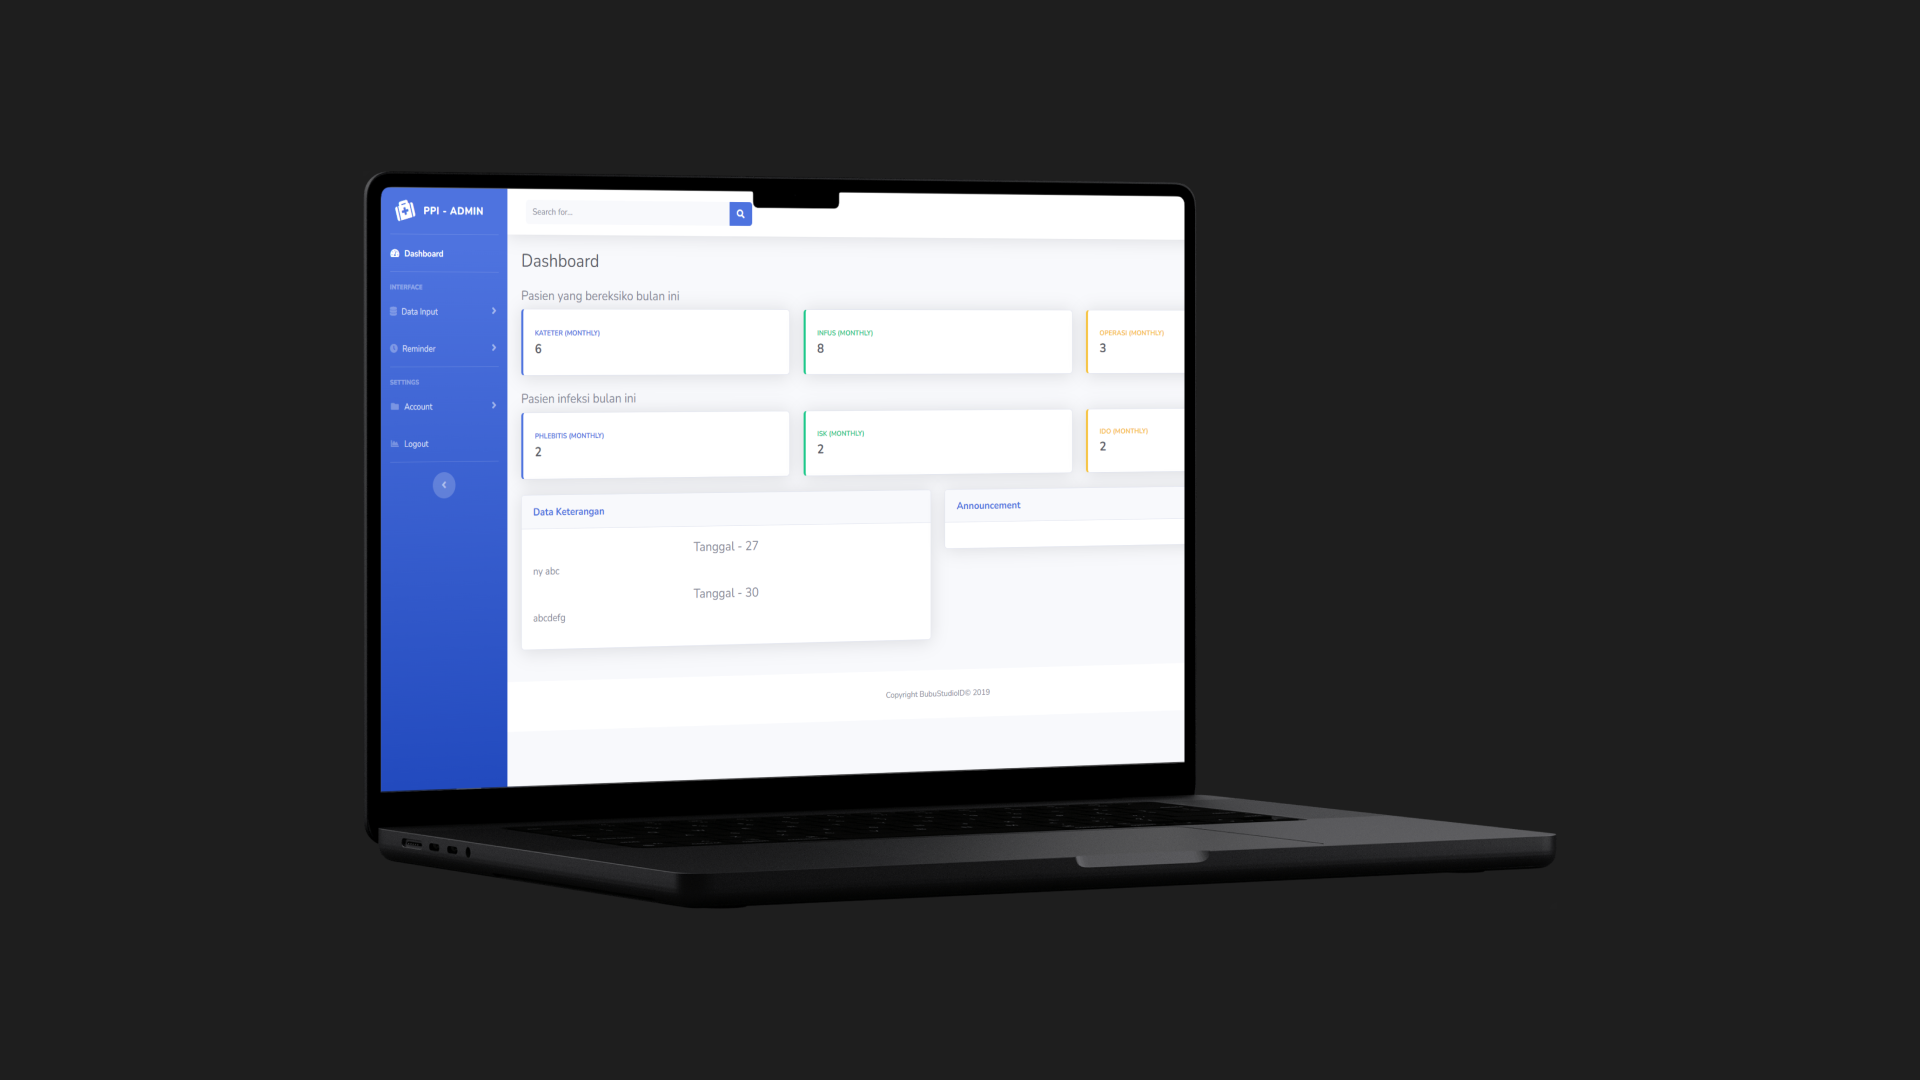 PPI - ADMIN
Search for...
Dashboard
INTERFACE
Data Input
Reminder
SETTINGS
Account
Logout
Dashboard
Pasien yang bereksiko bulan ini
KATETER (MONTHLY)
6
INFUS (MONTHLY)
8
OPERASI (MONTHLY)
3
Pasien infeksi bulan ini
PHLEBITIS (MONTHLY)
2
ISK (MONTHLY)
2
IDO (MONTHLY)
2
Data Keterangan
Tanggal - 27
ny abc
Tanggal - 30
abcdefg
Announcement
Copyright BubuStudioID© 2019